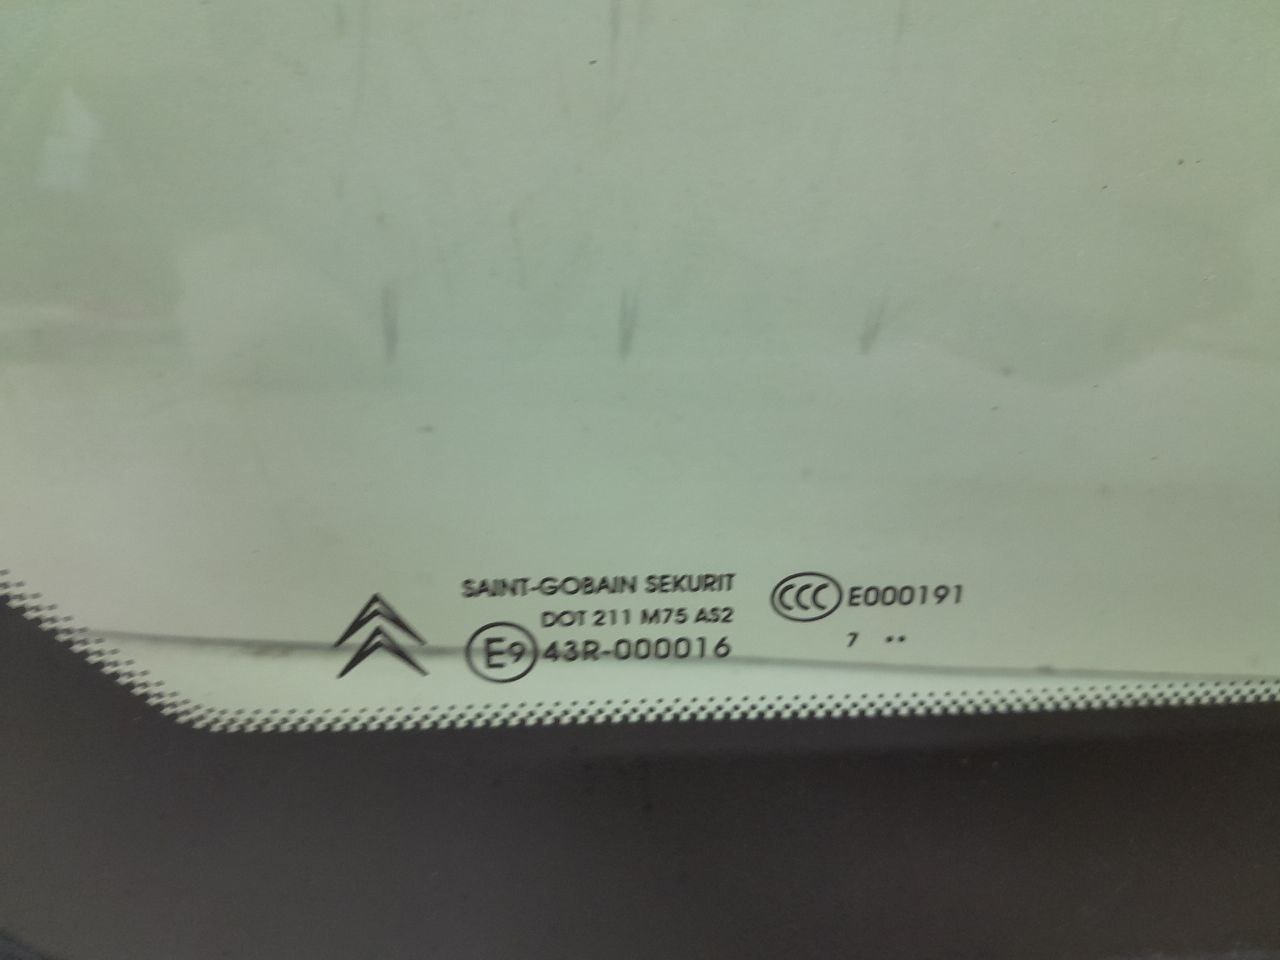 SAINT-GOBAIN SEKURIT
DOT 211 M75 AS2
E9 43R-000016
CCC E000191
7 ••